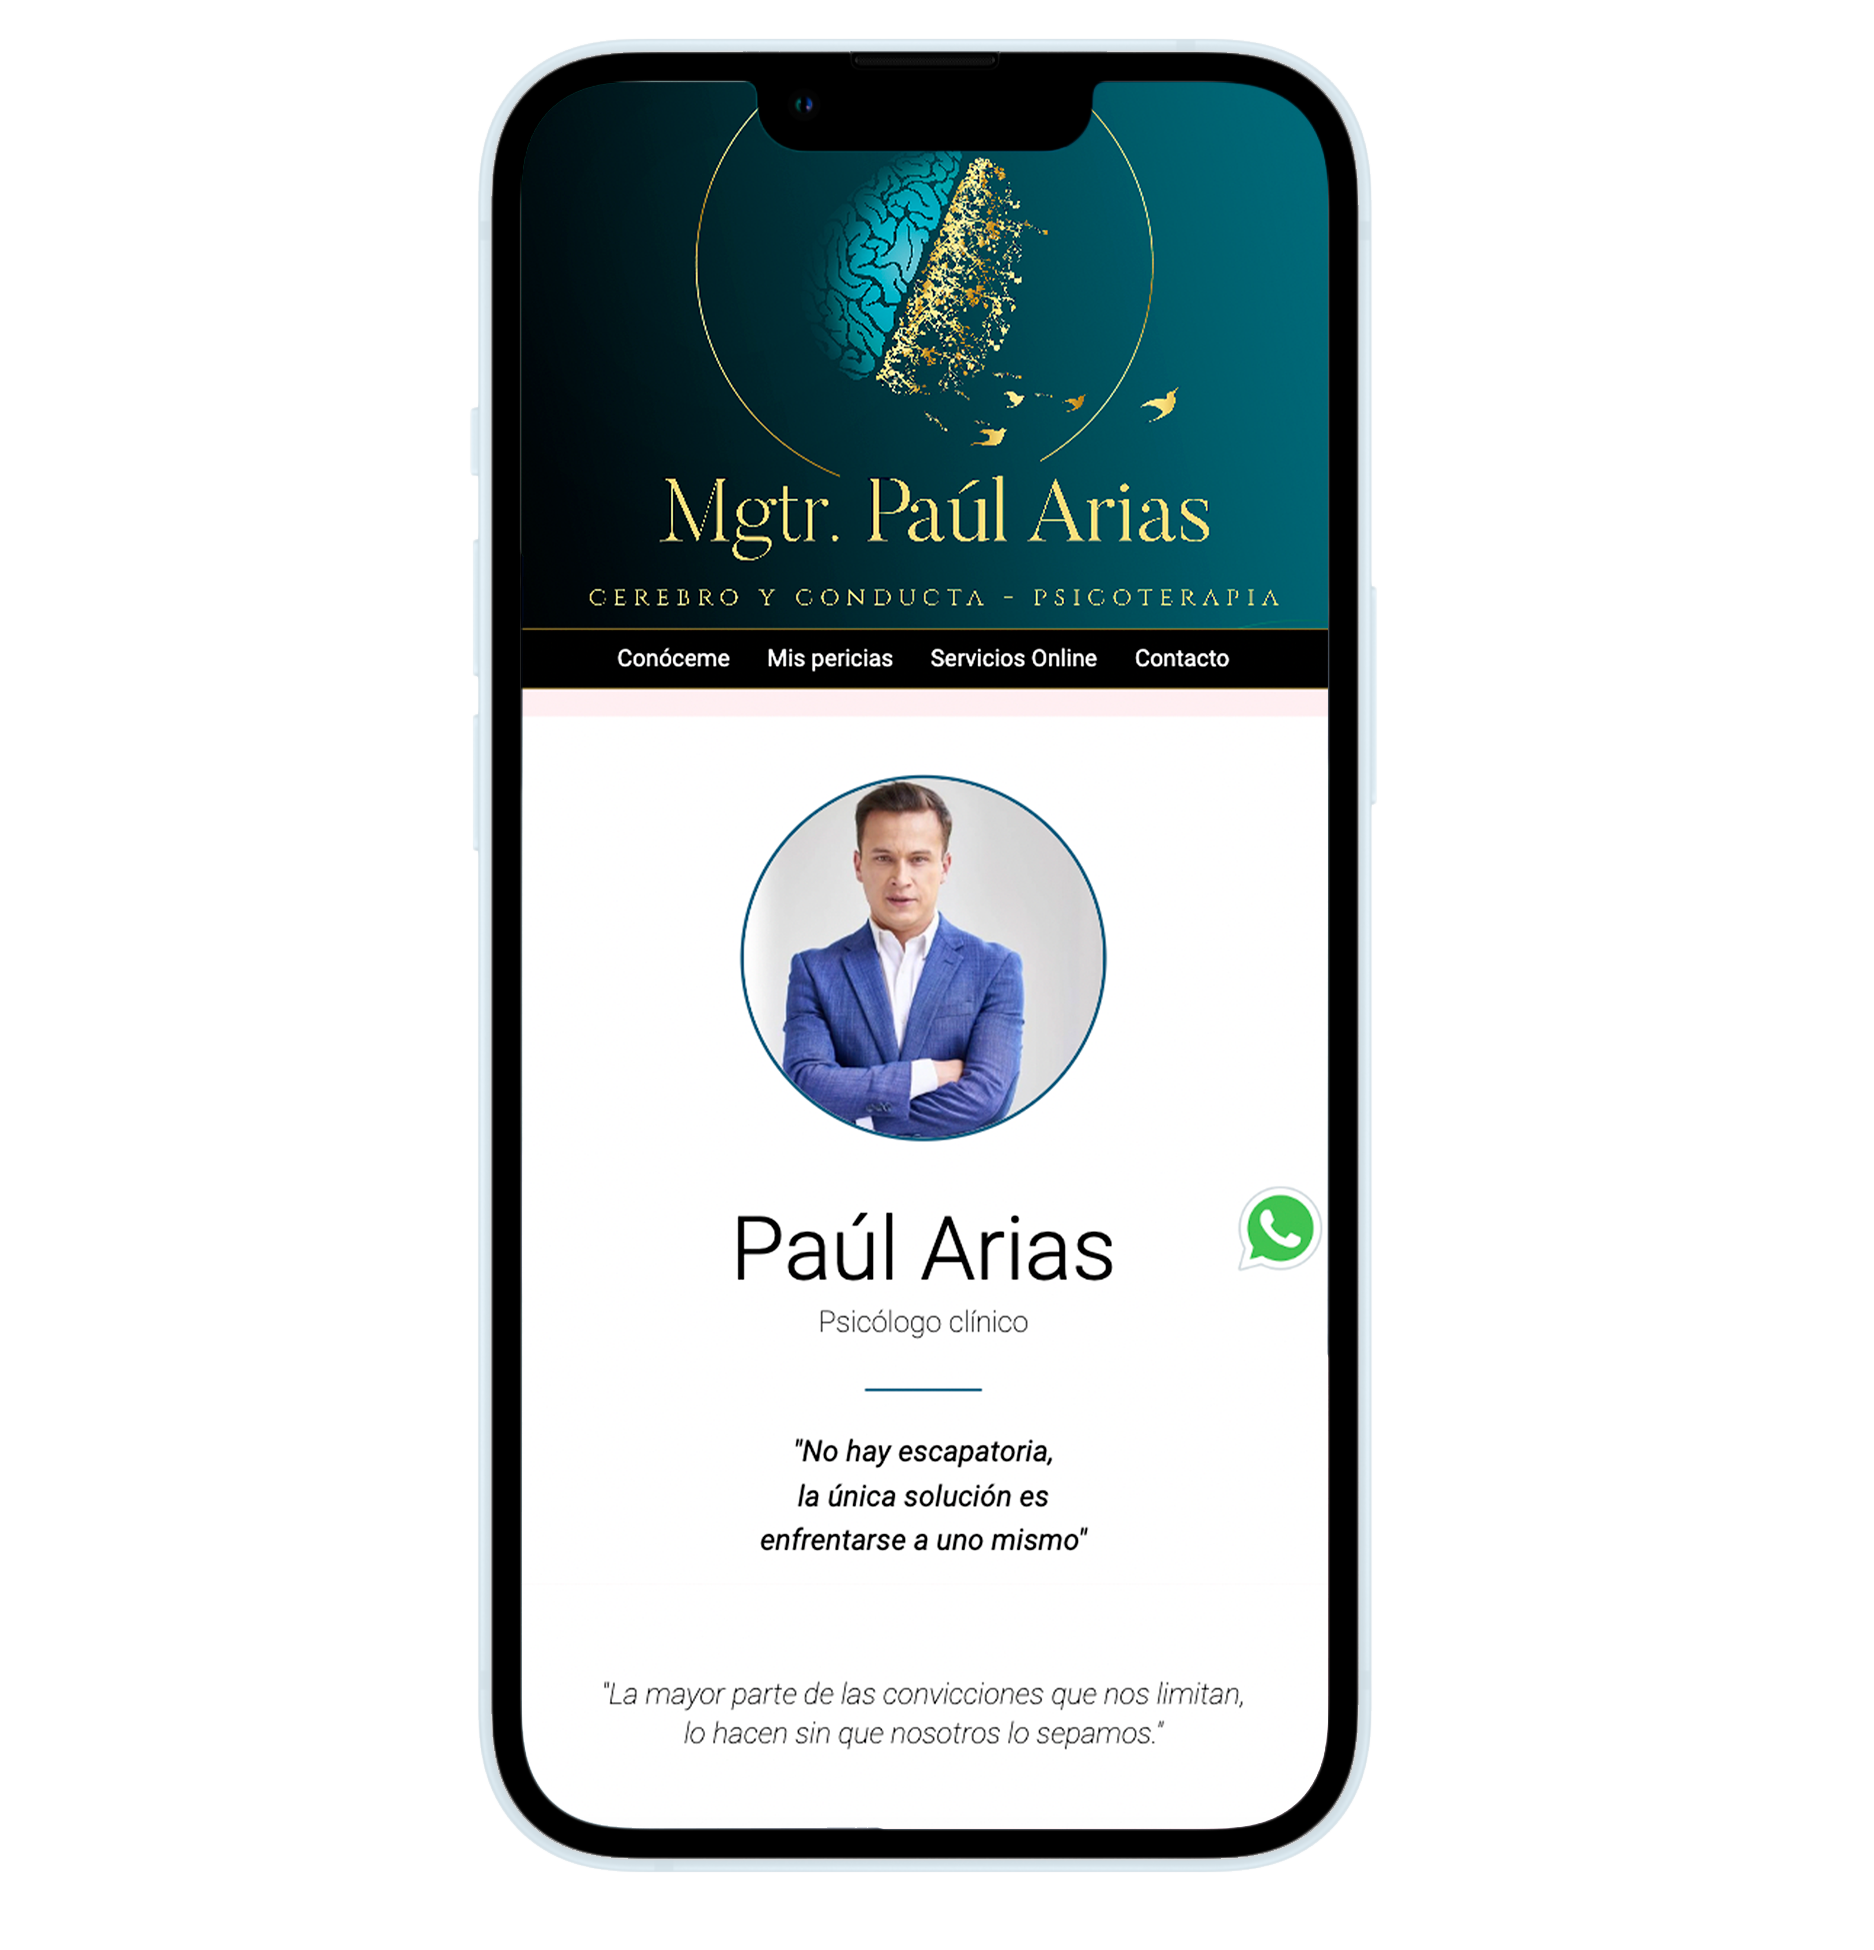 Mgtr. Paúl Arias
CEREBRO Y CONDUCTA - PSICOTERAPIA
Conóceme Mis pericias Servicios Online Contacto
Paúl Arias
Psicólogo clínico
"No hay escapatoria,
la única solución es
enfrentarse a uno mismo"
"La mayor parte de las convicciones que nos limitan,
lo hacen sin que nosotros lo sepamos."